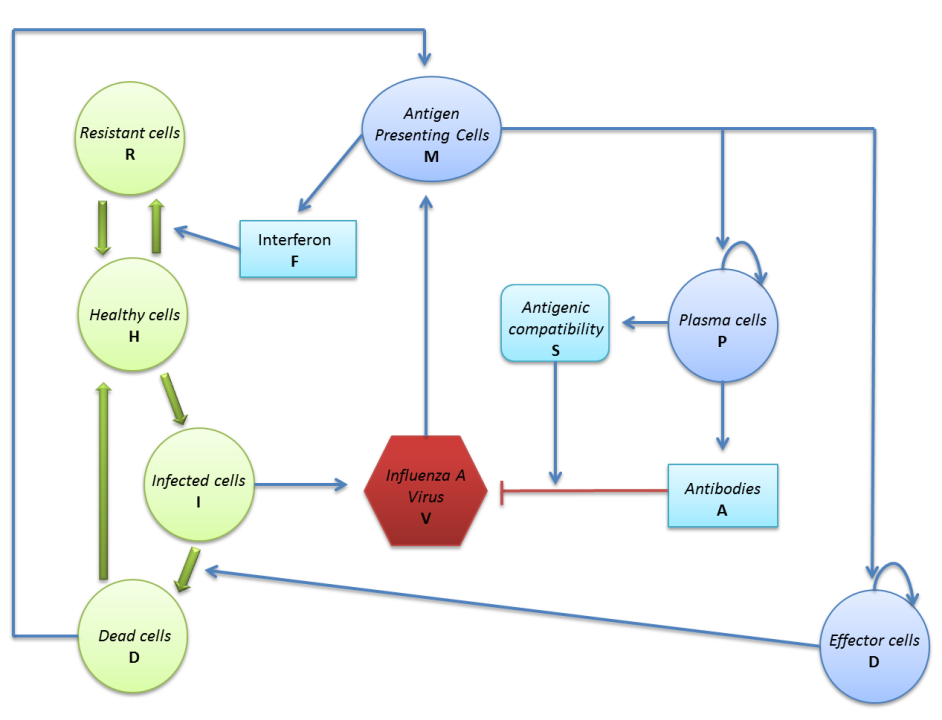 Antigen
Presenting Cells
M
Resistant cells
R
Interferon
F
Healthy cells
H
Antigenic
compatibility
S
Plasma cells
P
Infected cells
I
Influenza A
Virus
V
Antibodies
A
Dead cells
D
Effector cells
D